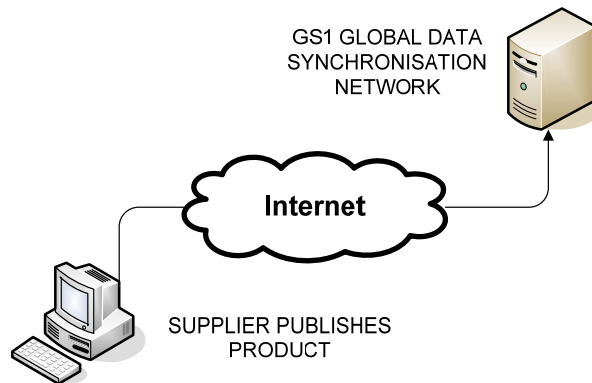 GS1 GLOBAL DATA
SYNCHRONISATION
NETWORK
Internet
SUPPLIER PUBLISHES
PRODUCT